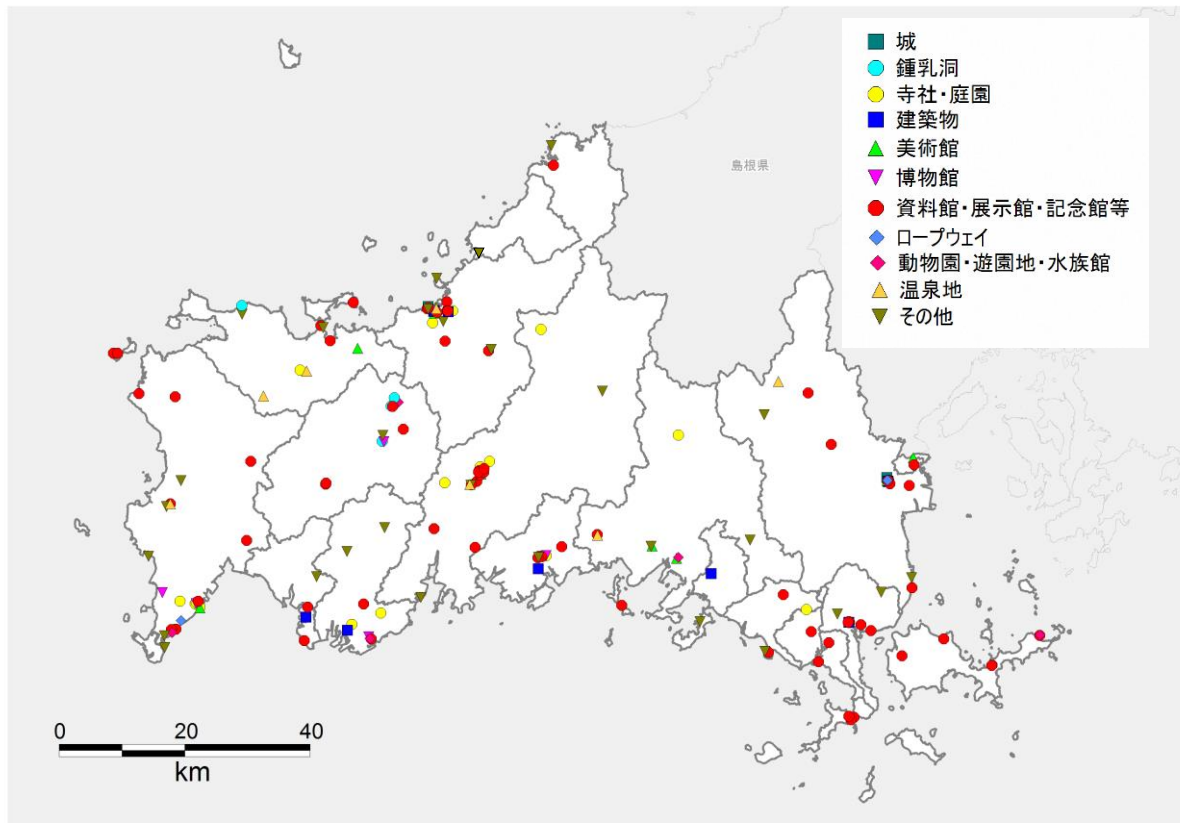 城
鍾乳洞
寺社・庭園
建築物
美術館
博物館
資料館・展示館・記念館等
ロープウェイ
動物園・遊園地・水族館
温泉地
その他
島根県
0 20 40
km